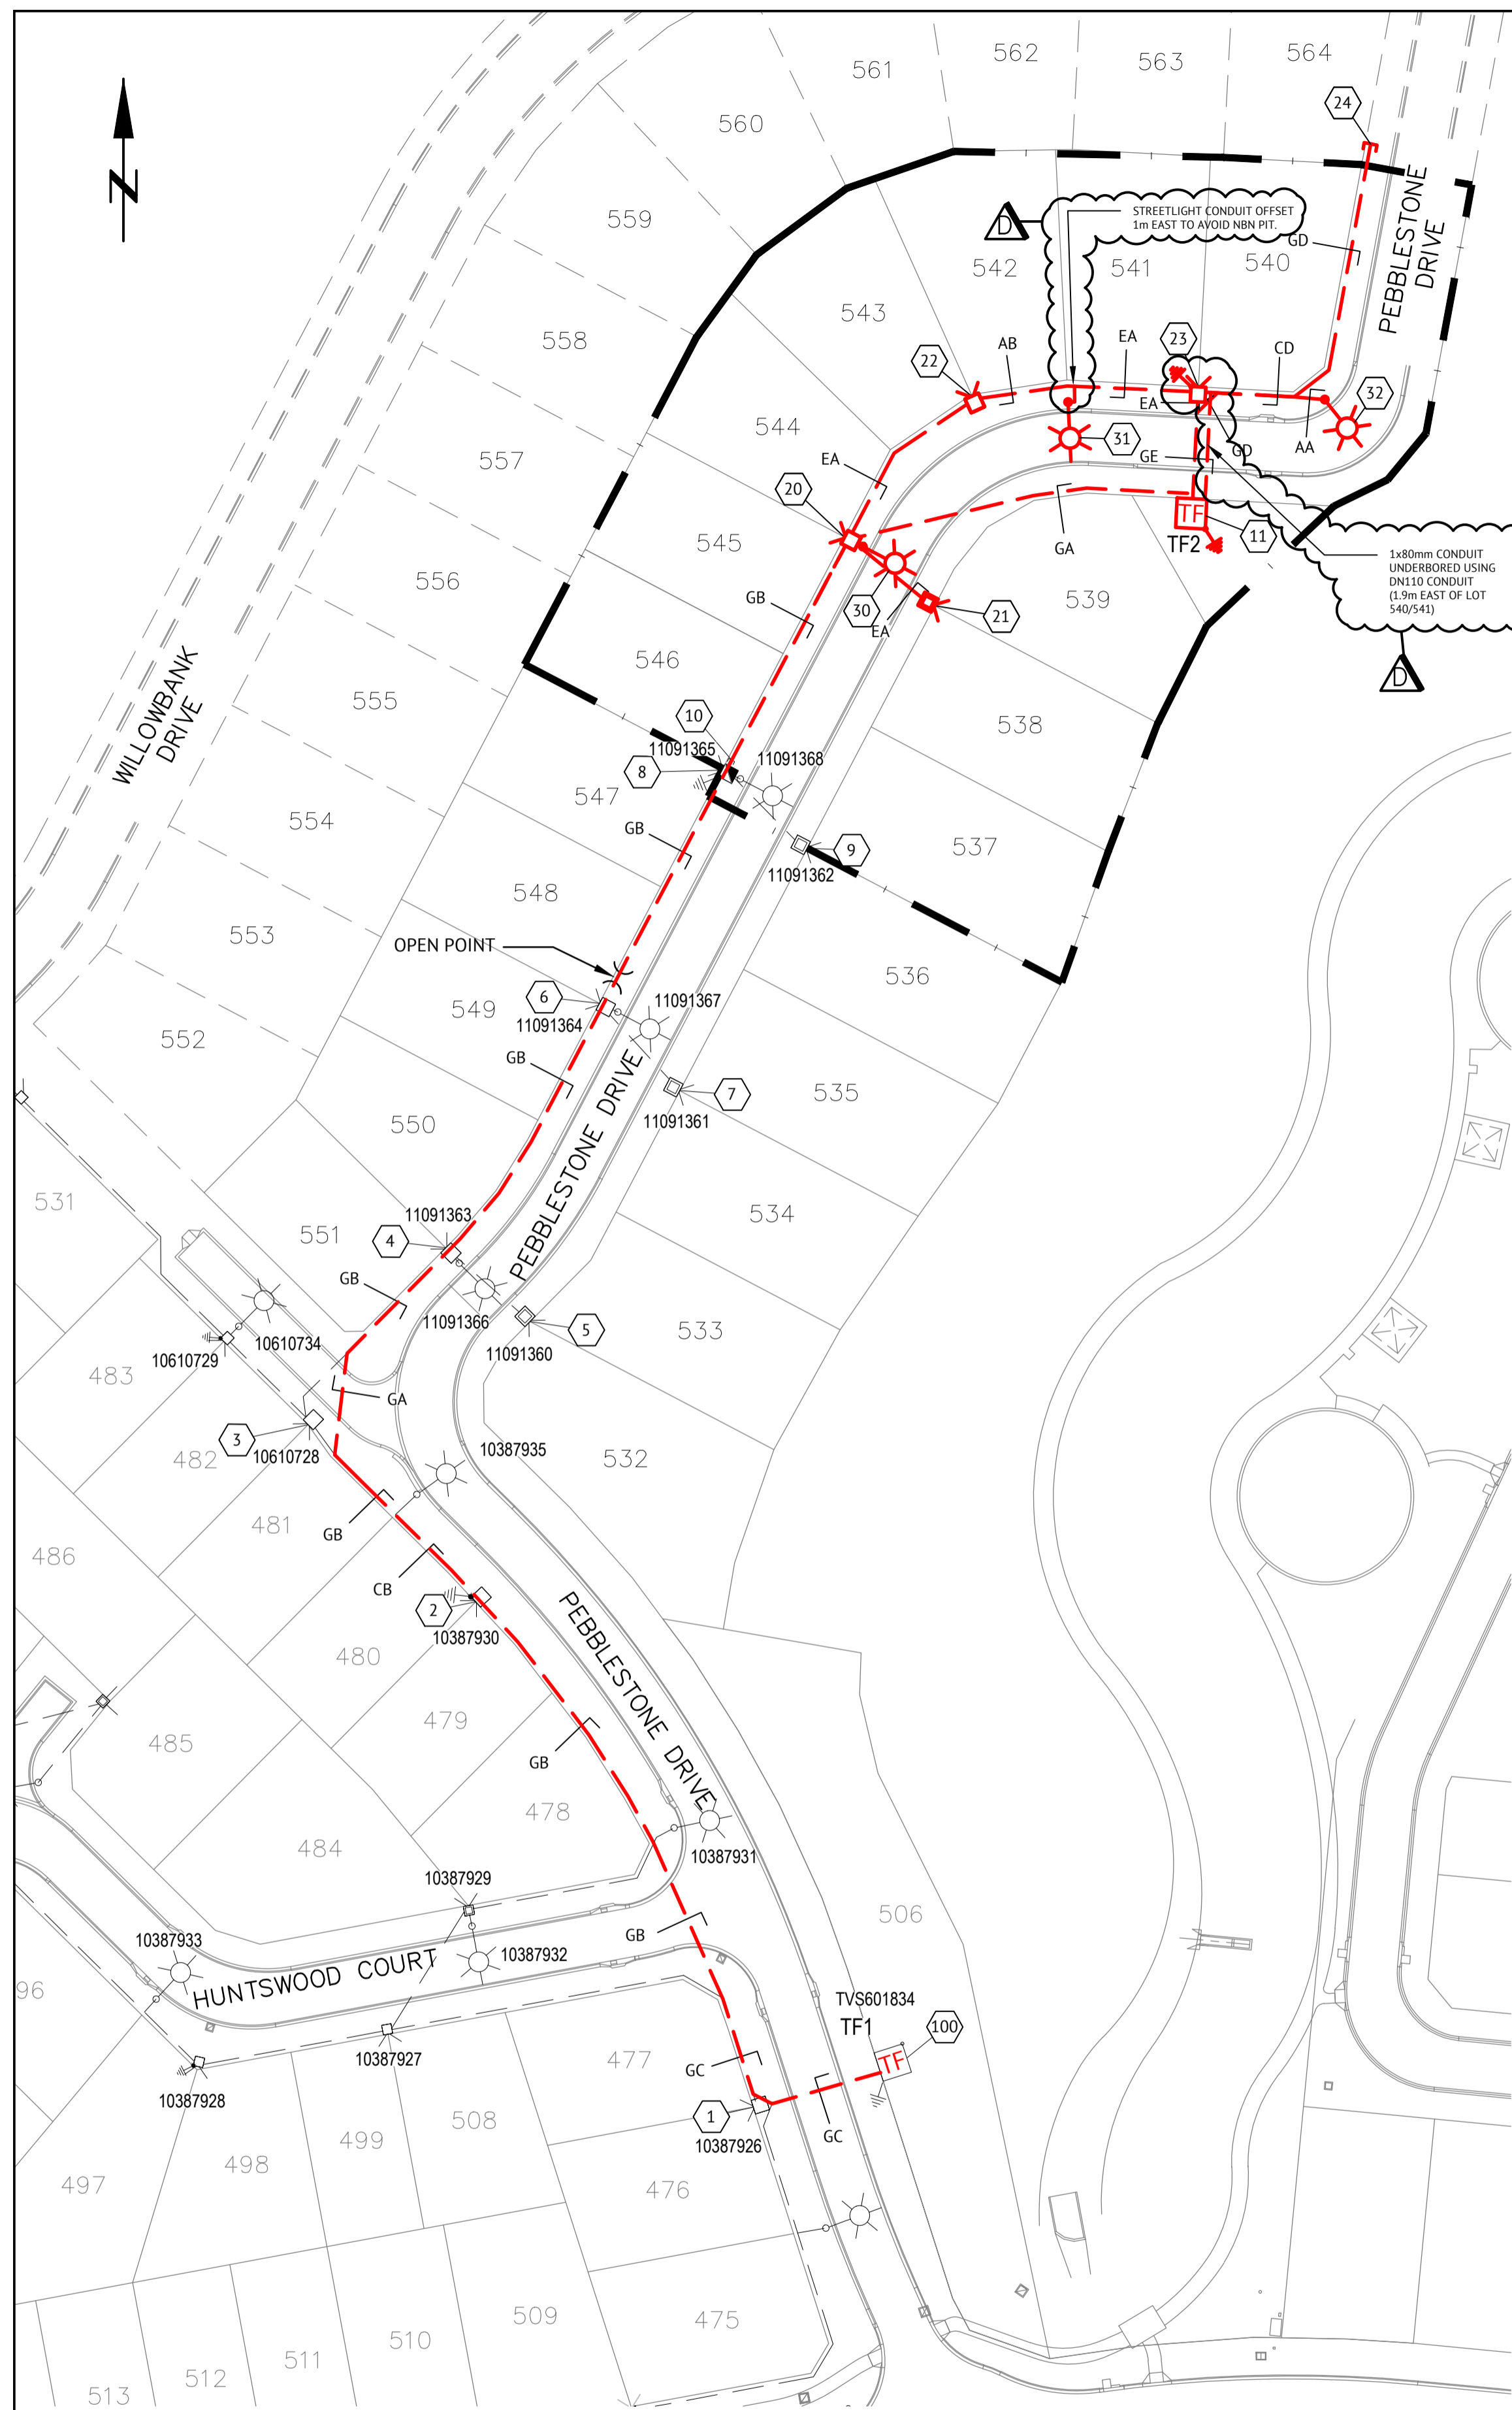 561
562
563
564
24
560
N
PEBBLESTONE
DRIVE
559
D
STREETLIGHT CONDUIT OFFSET
1m EAST TO AVOID NBN PIT.
GD
542
541
540
543
558
22
AB
EA
23
CD
EA
32
544
31
AA
557
EA
GE
GD
20
TF
11
TF2
545
GA
1x80mm CONDUIT
UNDERBORED USING
DN110 CONDUIT
(1.9m EAST OF LOT
540/541)
556
GB
30
539
21
EA
D
546
WILLOWBANK
DRIVE
555
10
538
11091365
11091368
8
547
554
GB
9
537
11091362
548
553
OPEN POINT
536
6
549
11091367
11091364
552
GB
PEBBLESTONE DRIVE
7
535
11091361
550
531
534
11091363
551
4
GB
11091366
5
533
10610734
10610729
11091360
483
GA
3
10610728
482
10387935
532
481
GB
486
CB
2
10387930
480
PEBBLESTONE DRIVE
479
485
GB
478
484
10387931
10387929
506
GB
10387933
10387932
HUNTSWOOD COURT
96
TVS601834
TF1
100
TF
477
10387927
GC
10387928
508
1
GC
10387926
499
498
497
476
509
475
510
511
512
513